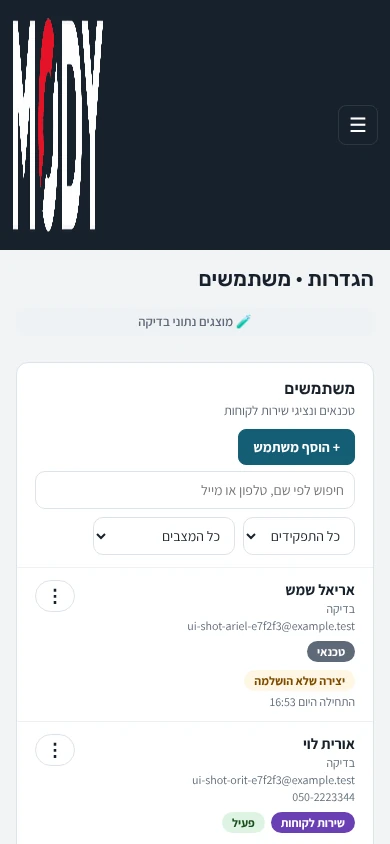 MODY
☰
הגדרות • משתמשים
🧪 מוצגים נתוני בדיקה
משתמשים
טכנאים ונציגי שירות לקוחות
+ הוסף משתמש
חיפוש לפי שם, טלפון או מייל
כל התפקידים
כל המצבים
אריאל שמש
בדיקה
ui-shot-ariel-e7f2f3@example.test
טכנאי
יצירה שלא הושלמה
התחילה היום 16:53
אורית לוי
בדיקה
ui-shot-orit-e7f2f3@example.test
050-2223344
שירות לקוחות
פעיל